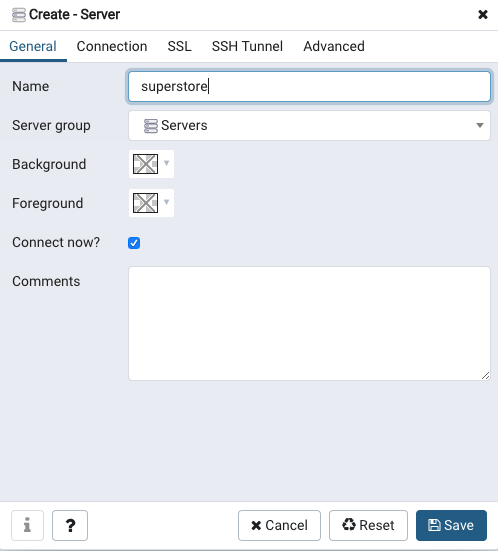 Create - Server
General Connection SSL SSH Tunnel Advanced
Name superstore
Server group Servers
Background
Foreground
Connect now?
Comments
i ? Cancel Reset Save